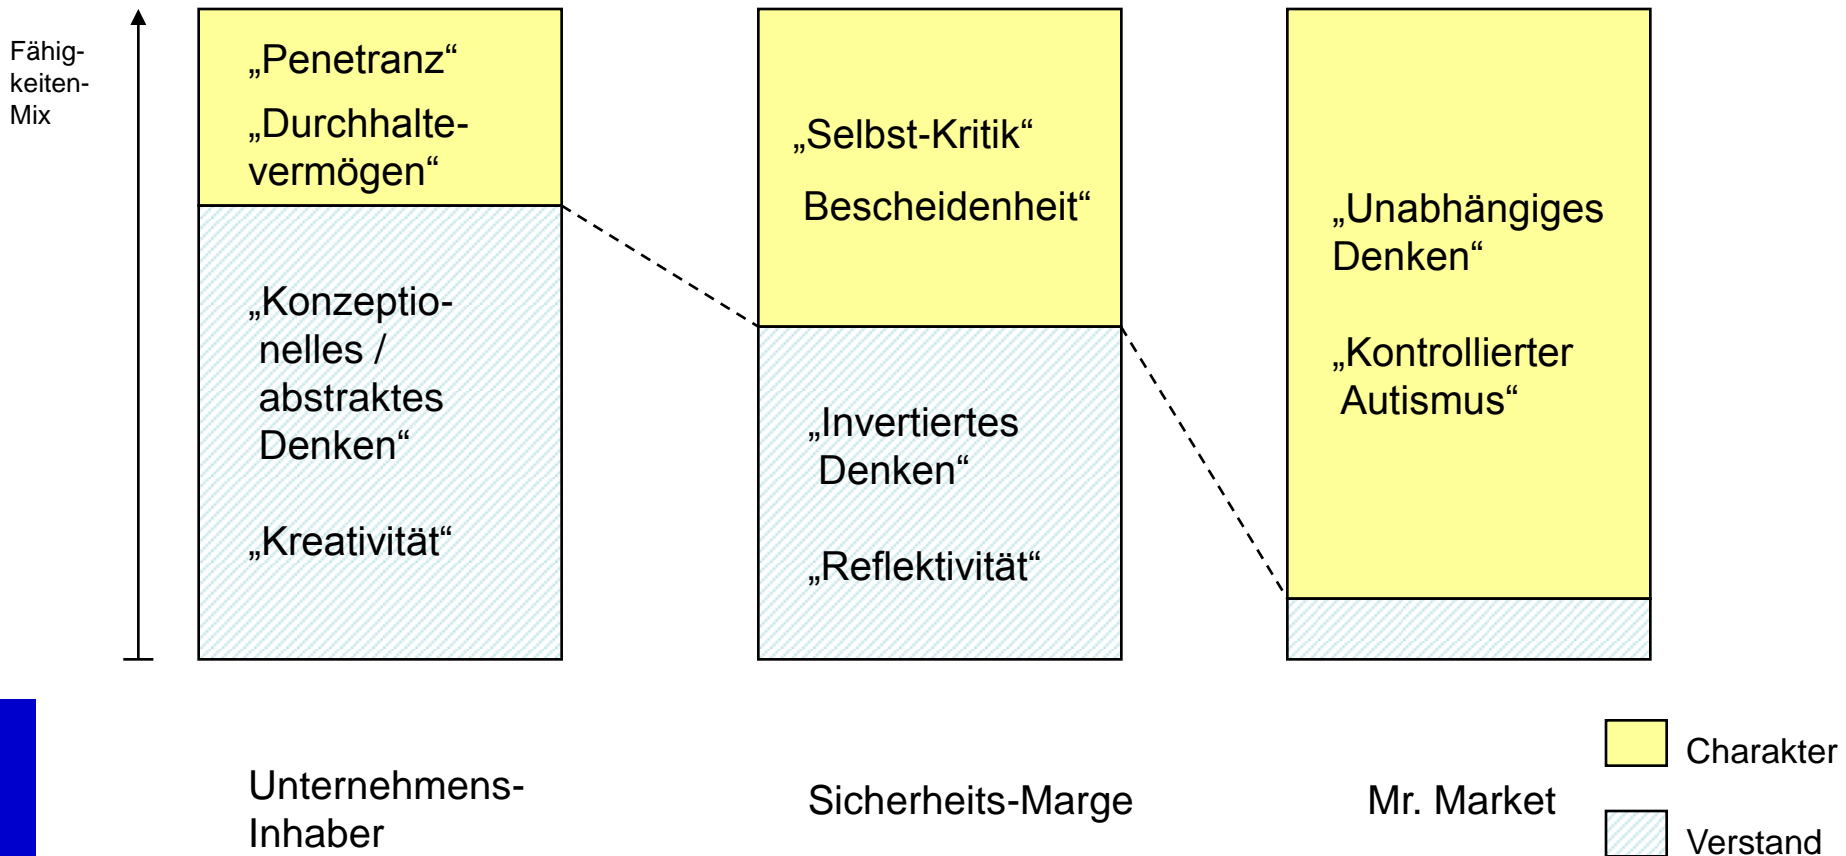 Fähig-
keiten-
Mix
„Penetranz“
„Durchhalte-
vermögen“
„Konzeptio-
nelles /
abstraktes
Denken“
„Kreativität“
„Selbst-Kritik“
Bescheidenheit“
„Invertiertes
Denken“
„Reflektivität“
„Unabhängiges
Denken“
„Kontrollierter
Autismus“
Unternehmens-
Inhaber
Sicherheits-Marge
Mr. Market
Charakter
Verstand